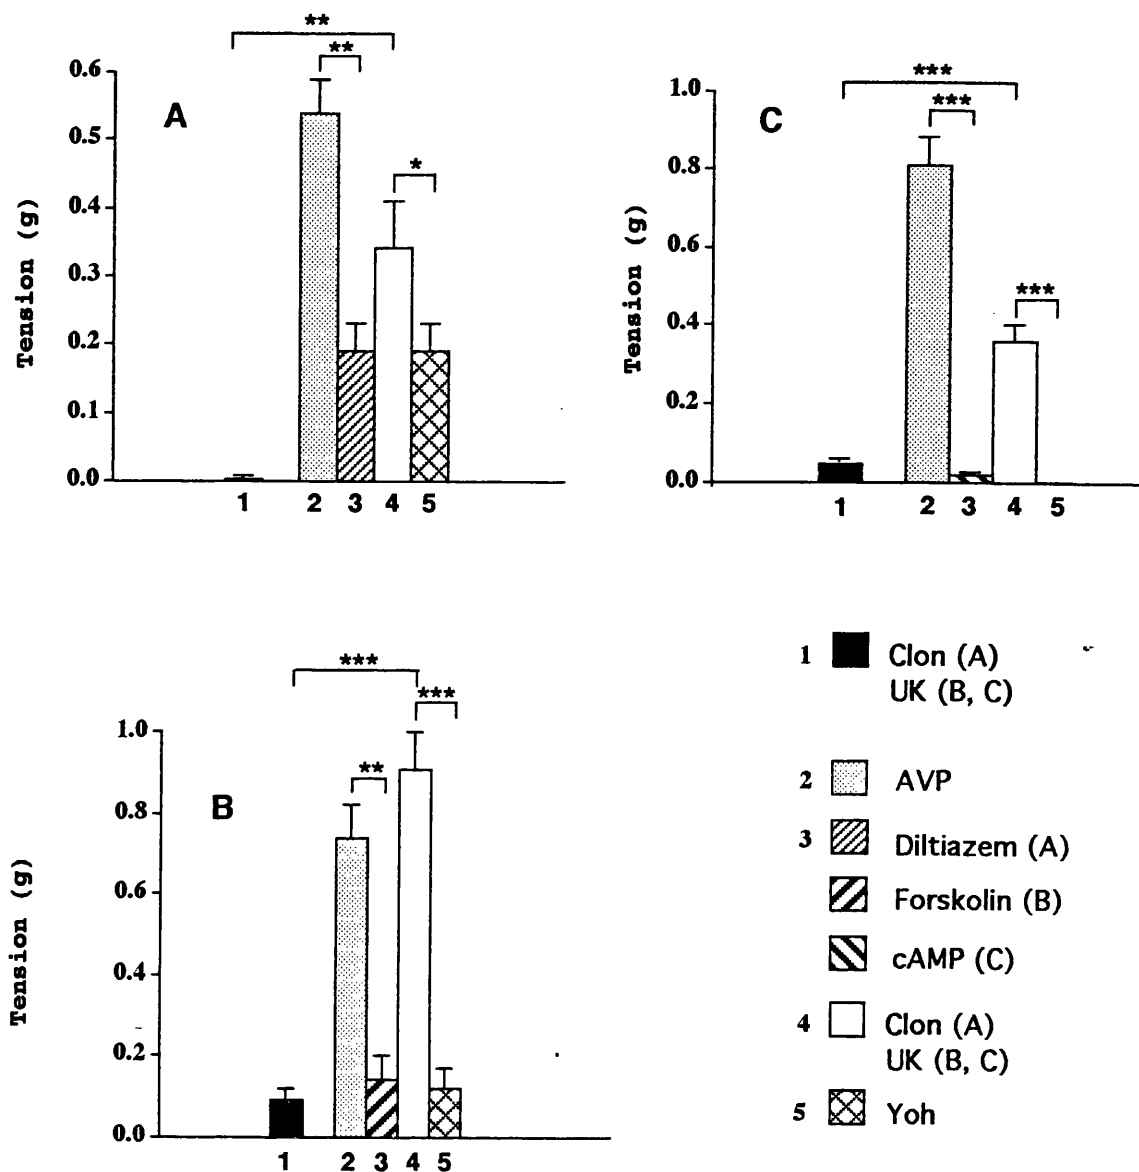 **
**
0.6
A
0.5
*
0.4
Tension (g)
0.3
0.2
0.1
0.0
1 2 3 4 5
***
1.0
***
C
0.8
0.6
Tension (g)
***
0.4
0.2
0.0
1 2 3 4 5
***
***
1.0
**
B
0.8
0.6
Tension (g)
0.4
0.2
0.0
1 2 3 4 5
1 Clon (A)
UK (B, C)
2 AVP
3 Diltiazem (A)
Forskolin (B)
cAMP (C)
4 Clon (A)
UK (B, C)
5 Yoh